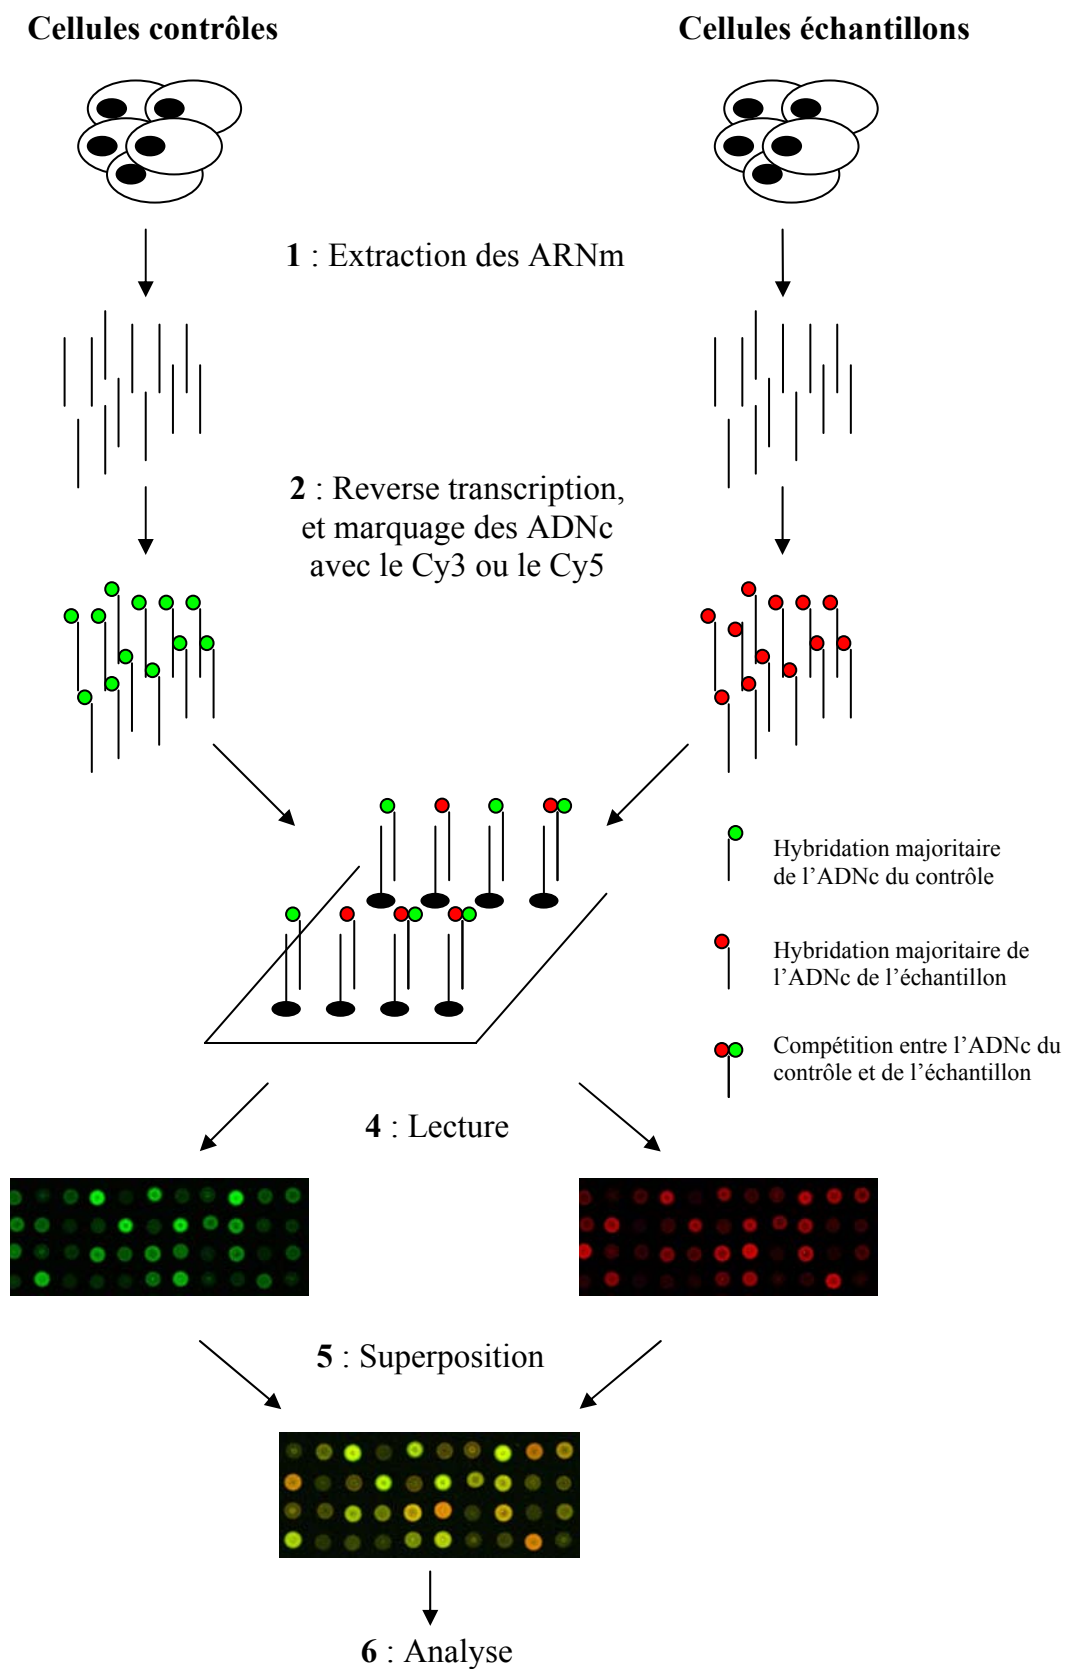 Cellules contrôles
Cellules échantillons
1 : Extraction des ARNm
2 : Reverse transcription,
et marquage des ADNc
avec le Cy3 ou le Cy5
Hybridation majoritaire
de l’ADNc du contrôle
Hybridation majoritaire de
l’ADNc de l’échantillon
Compétition entre l’ADNc du
contrôle et de l’échantillon
4 : Lecture
5 : Superposition
6 : Analyse